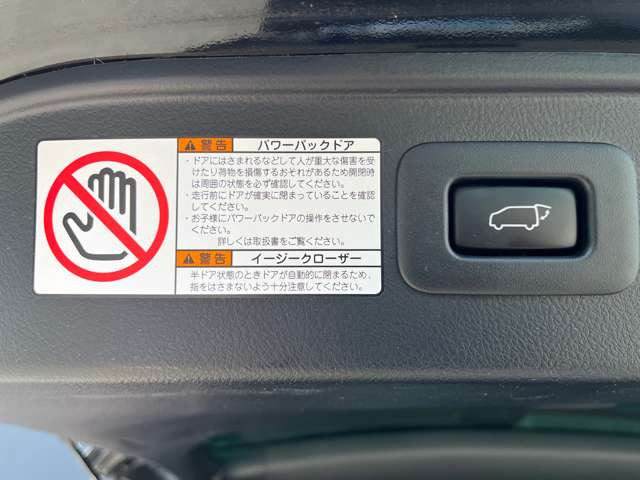 警告 パワーバックドア
・ドアにはさまれるなどして人が重大な傷害を受
けたり荷物を損傷するおそれがあるため開閉時
は周囲の状態を必ず確認してください。
・走行前にドアが確実に閉まっていることを確認
してください。
・お子様にパワーバックドアの操作をさせないで
ください。
詳しくは取扱書をご覧ください。
警告 イージークローザー
半ドア状態のときドアが自動的に閉まるため、
指をはさまないよう十分注意してください。